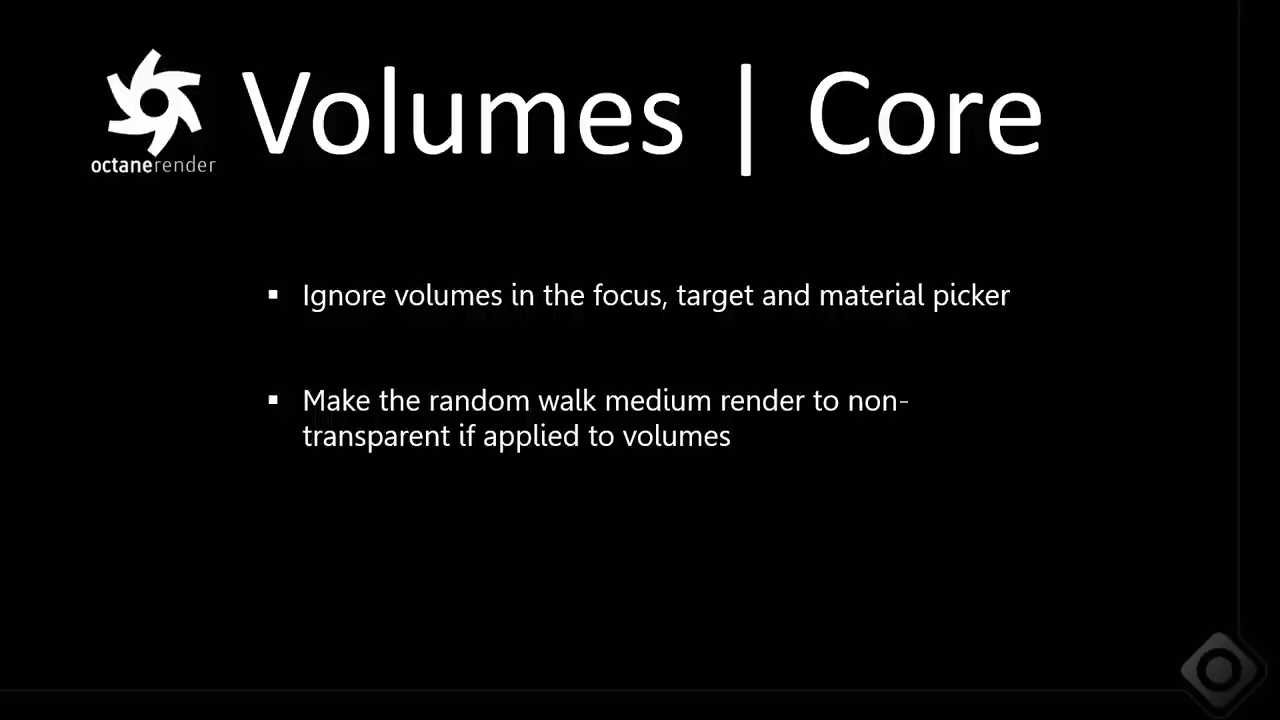 Volumes | Core
octanerender
▪ Ignore volumes in the focus, target and material picker
▪ Make the random walk medium render to non-
transparent if applied to volumes